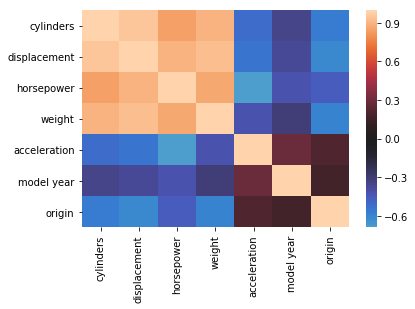 cylinders
displacement
horsepower
weight
acceleration
model year
origin
cylinders
displacement
horsepower
weight
acceleration
model year
origin
0.9
0.6
0.3
0.0
−0.3
−0.6